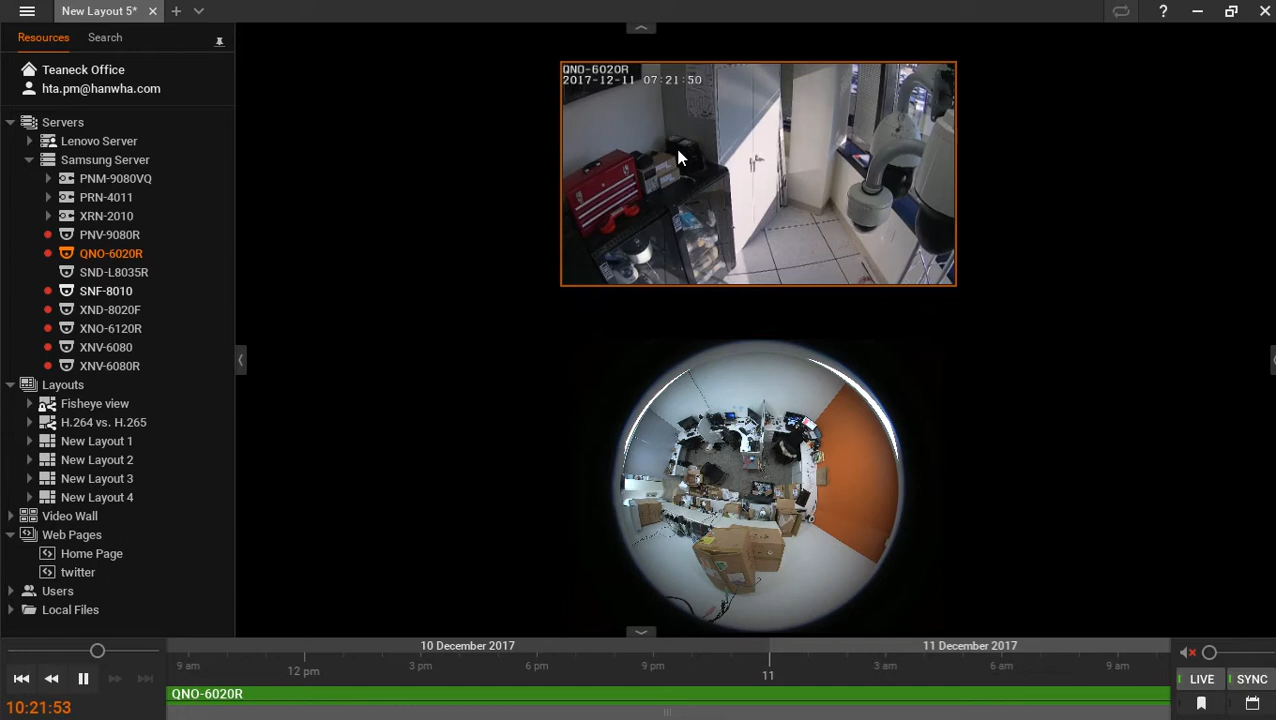 New Layout 5*
Resources
Search
Teaneck Office
hta.pm@hanwha.com
Servers
Lenovo Server
Samsung Server
PNM-9080VQ
PRN-4011
XRN-2010
PNV-9080R
QNO-6020R
SND-L8035R
SNF-8010
XND-8020F
XNO-6120R
XNV-6080
XNV-6080R
Layouts
Fisheye view
H.264 vs. H.265
New Layout 1
New Layout 2
New Layout 3
New Layout 4
Video Wall
Web Pages
Home Page
twitter
Users
Local Files
QNO-6020R
2017-12-11 07:21:50
10 December 2017
11 December 2017
9 am
12 pm
3 pm
6 pm
9 pm
11
3 am
6 am
9 am
QNO-6020R
10:21:53
LIVE
SYNC